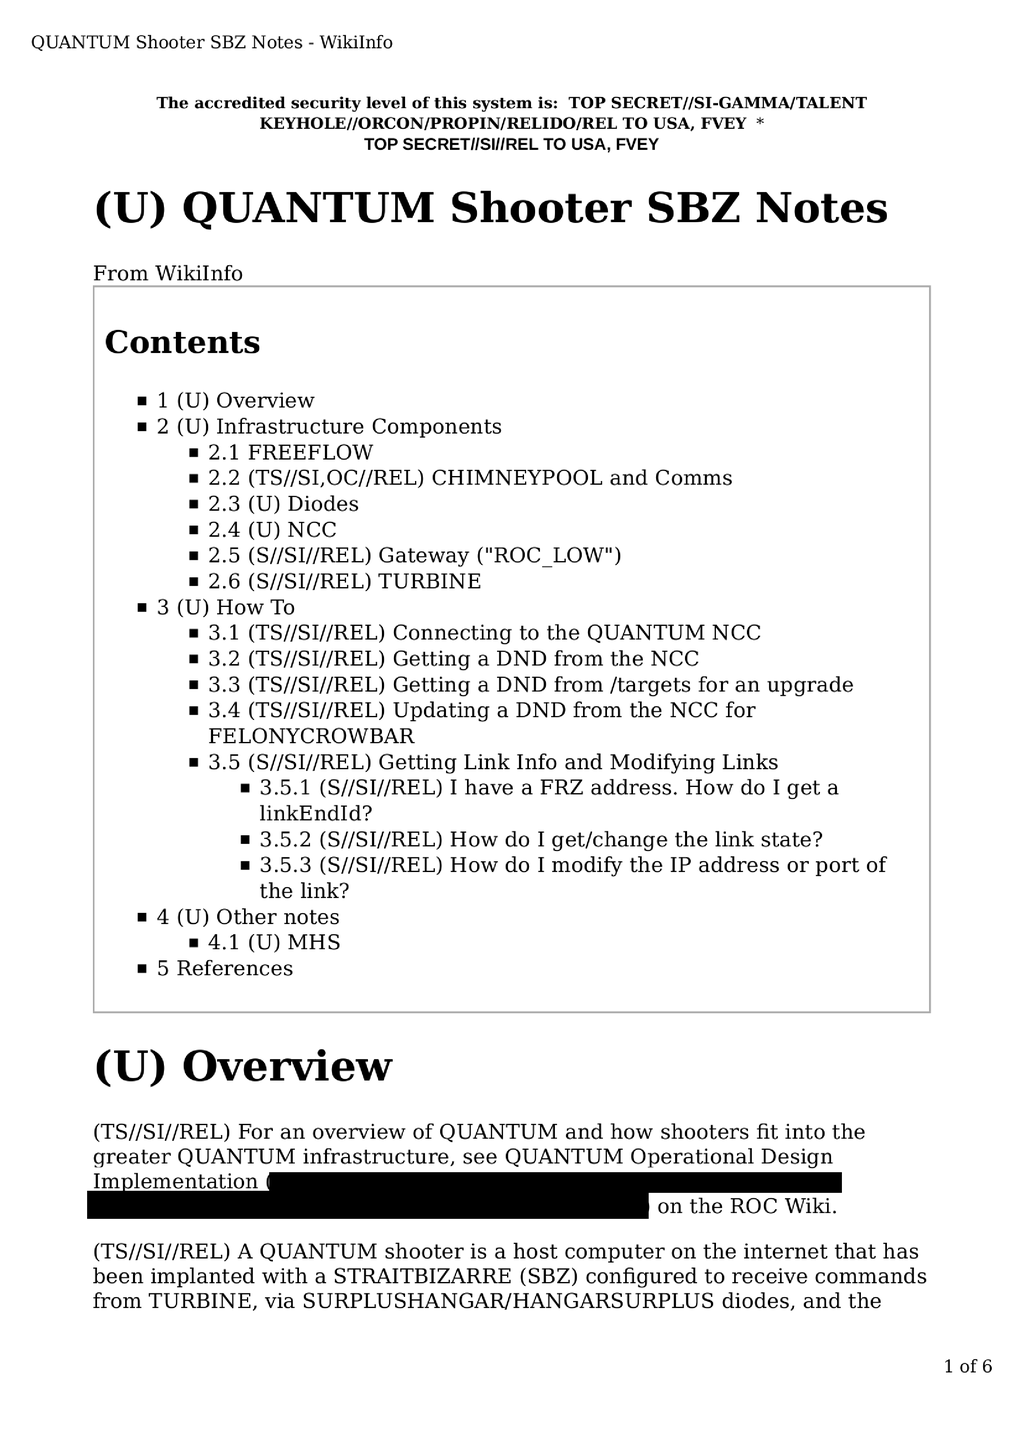 QUANTUM Shooter SBZ Notes - WikiInfo
The accredited security level of this system is: TOP SECRET//SI-GAMMA/TALENT
KEYHOLE//ORCON/PROPIN/RELIDO/REL TO USA, FVEY *
TOP SECRET//SI//REL TO USA, FVEY
(U) QUANTUM Shooter SBZ Notes
From WikiInfo
Contents
■ 1 (U) Overview
■ 2 (U) Infrastructure Components
■ 2.1 FREEFLOW
■ 2.2 (TS//SI,OC//REL) CHIMNEYPOOL and Comms
■ 2.3 (U) Diodes
■ 2.4 (U) NCC
■ 2.5 (S//SI//REL) Gateway ("ROC_LOW")
■ 2.6 (S//SI//REL) TURBINE
■ 3 (U) How To
■ 3.1 (TS//SI//REL) Connecting to the QUANTUM NCC
■ 3.2 (TS//SI//REL) Getting a DND from the NCC
■ 3.3 (TS//SI//REL) Getting a DND from /targets for an upgrade
■ 3.4 (TS//SI//REL) Updating a DND from the NCC for
FELONYCROWBAR
■ 3.5 (S//SI//REL) Getting Link Info and Modifying Links
■ 3.5.1 (S//SI//REL) I have a FRZ address. How do I get a
linkEndId?
■ 3.5.2 (S//SI//REL) How do I get/change the link state?
■ 3.5.3 (S//SI//REL) How do I modify the IP address or port of
the link?
■ 4 (U) Other notes
■ 4.1 (U) MHS
■ 5 References
(U) Overview
(TS//SI//REL) For an overview of QUANTUM and how shooters fit into the
greater QUANTUM infrastructure, see QUANTUM Operational Design
Implementation (
) on the ROC Wiki.
(TS//SI//REL) A QUANTUM shooter is a host computer on the internet that has
been implanted with a STRAITBIZARRE (SBZ) configured to receive commands
from TURBINE, via SURPLUSHANGAR/HANGARSURPLUS diodes, and the
1 of 6